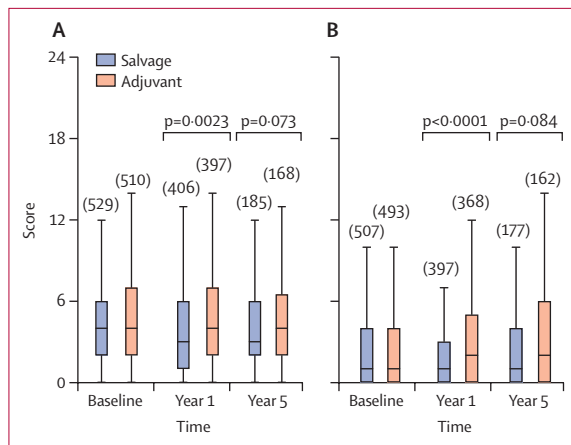 A
B
24
18
12
6
0
Score
Salvage
Adjuvant
p=0·0023
p=0·073
(529)
(510)
(406)
(397)
(185)
(168)
Baseline
Year 1
Year 5
Time
p<0·0001
p=0·084
(507)
(493)
(397)
(368)
(177)
(162)
Baseline
Year 1
Year 5
Time